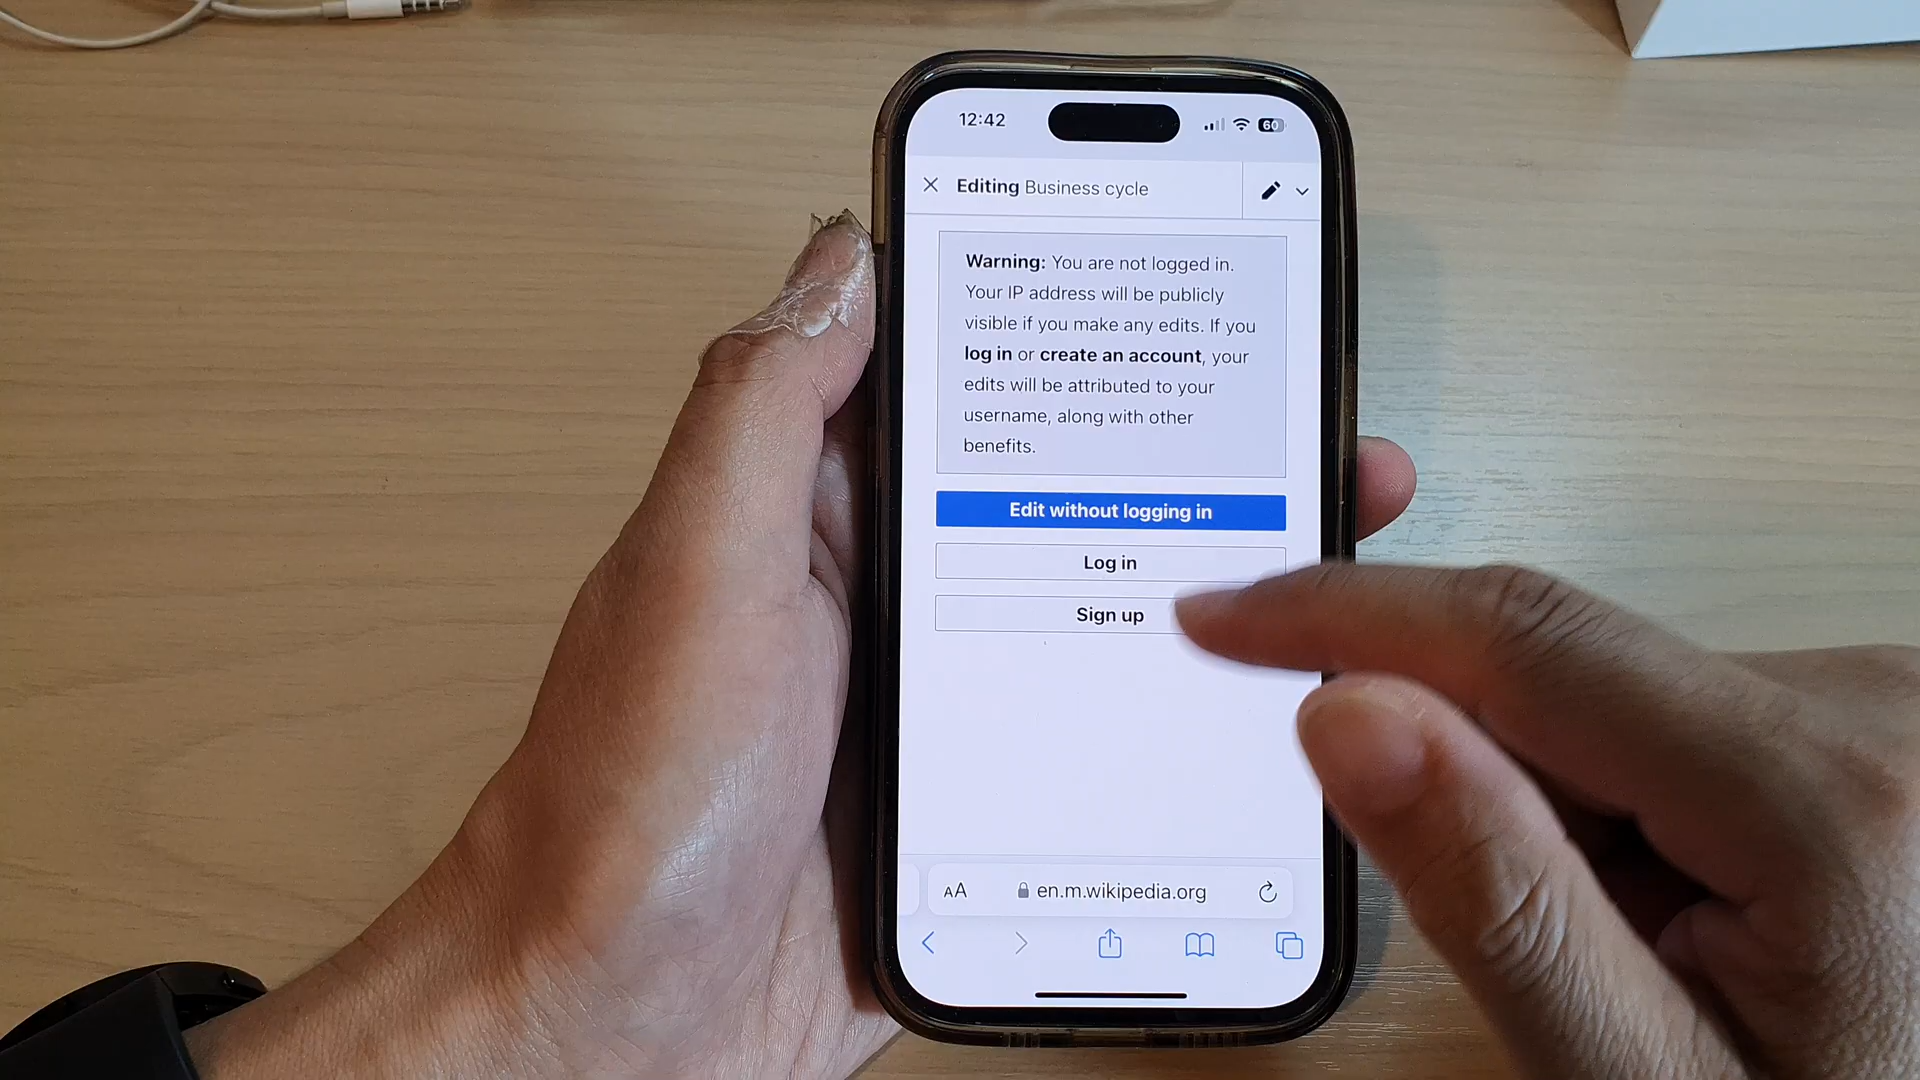 12:42
60
Editing Business cycle
Warning: You are not logged in.
Your IP address will be publicly
visible if you make any edits. If you
log in or create an account, your
edits will be attributed to your
username, along with other
benefits.
Edit without logging in
Log in
Sign up
AA en.m.wikipedia.org